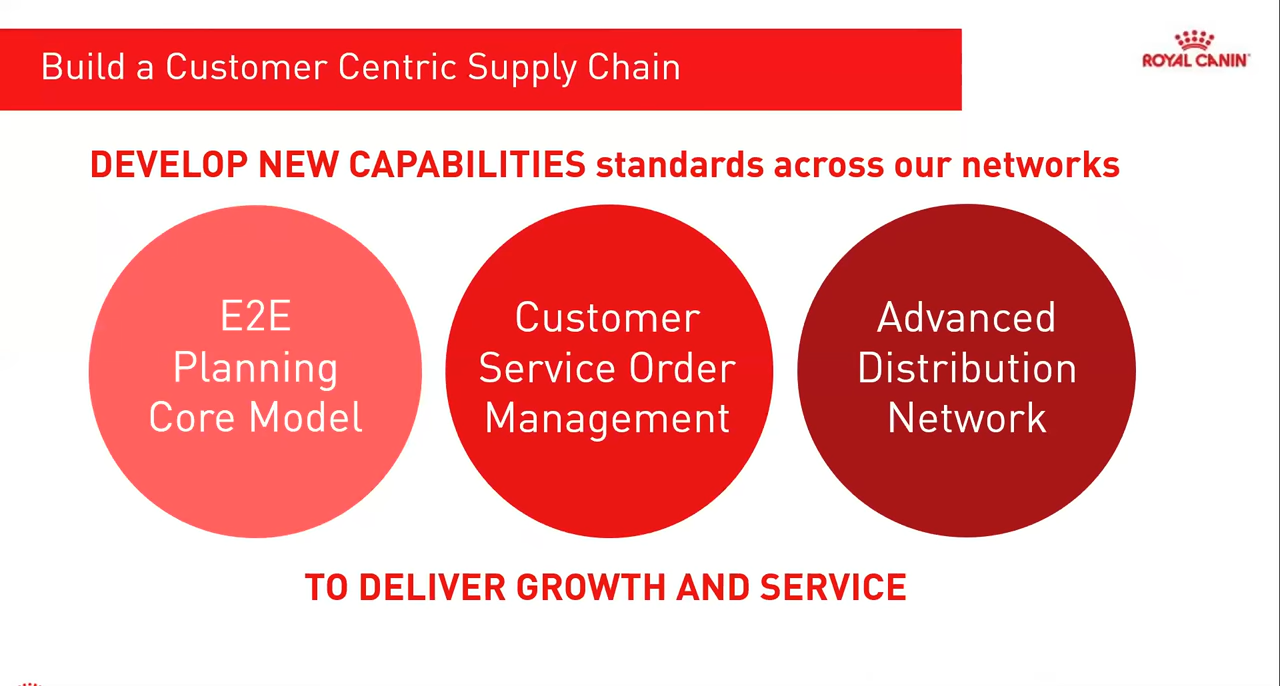 Build a Customer Centric Supply Chain
ROYAL CANIN
DEVELOP NEW CAPABILITIES standards across our networks
E2E
Planning
Core Model
Customer
Service Order
Management
Advanced
Distribution
Network
TO DELIVER GROWTH AND SERVICE